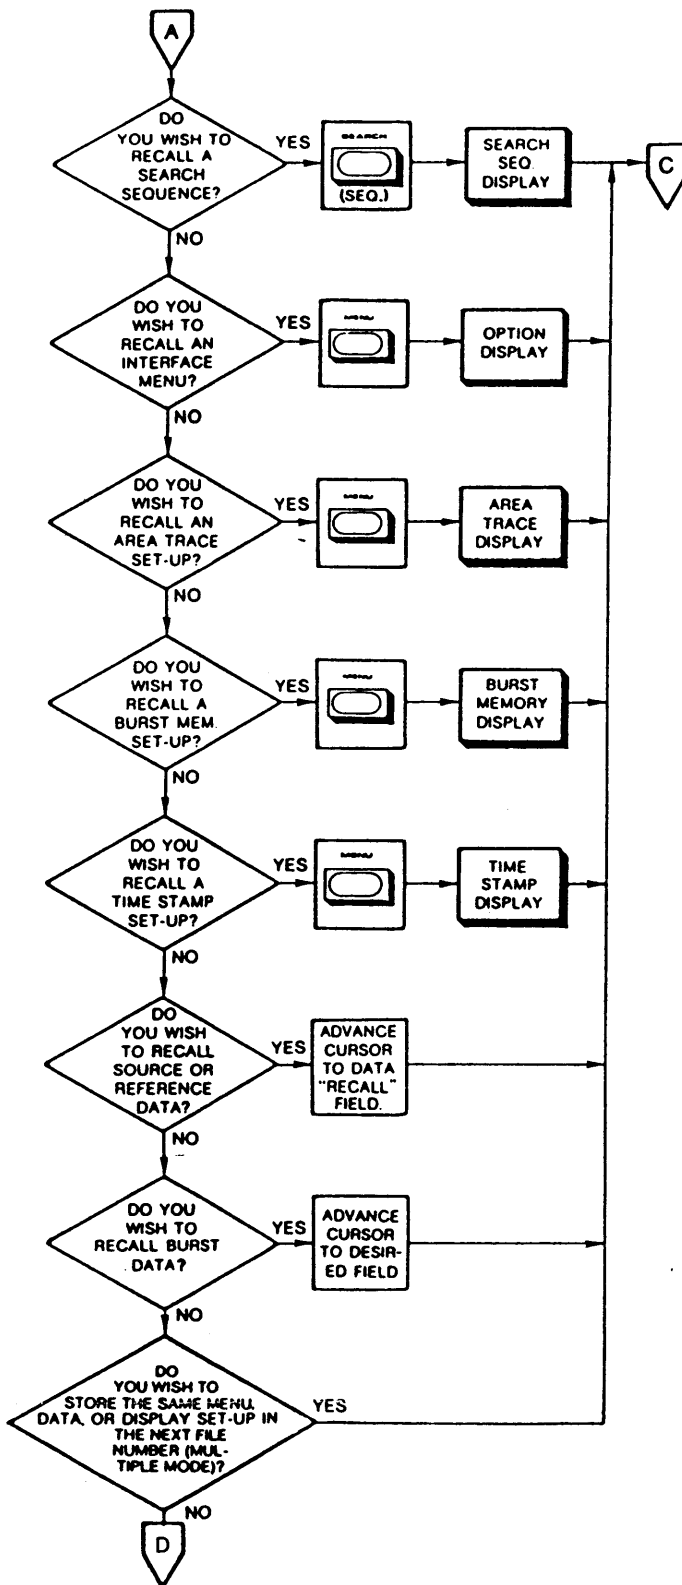 A
DO
YOU WISH TO
RECALL A
SEARCH
SEQUENCE?
YES
SEARCH
(SEQ.)
SEARCH
SEQ.
DISPLAY
C
NO
DO YOU
WISH TO
RECALL AN
INTERFACE
MENU?
YES
MENU
OPTION
DISPLAY
NO
DO YOU
WISH TO
RECALL AN
AREA TRACE
SET-UP?
YES
MENU
AREA
TRACE
DISPLAY
NO
DO YOU
WISH TO
RECALL A
BURST MEM.
SET-UP?
YES
MENU
BURST
MEMORY
DISPLAY
NO
DO YOU
WISH TO
RECALL A
TIME STAMP
SET-UP?
YES
MENU
TIME
STAMP
DISPLAY
NO
DO
YOU WISH
TO RECALL
SOURCE OR
REFERENCE
DATA?
YES
ADVANCE
CURSOR
TO DATA
"RECALL"
FIELD.
NO
DO YOU
WISH TO
RECALL BURST
DATA?
YES
ADVANCE
CURSOR
TO DESIR-
ED FIELD
NO
DO
YOU WISH TO
STORE THE SAME MENU,
DATA, OR DISPLAY SET-UP IN
THE NEXT FILE
NUMBER (MUL-
TIPLE MODE)?
YES
NO
D